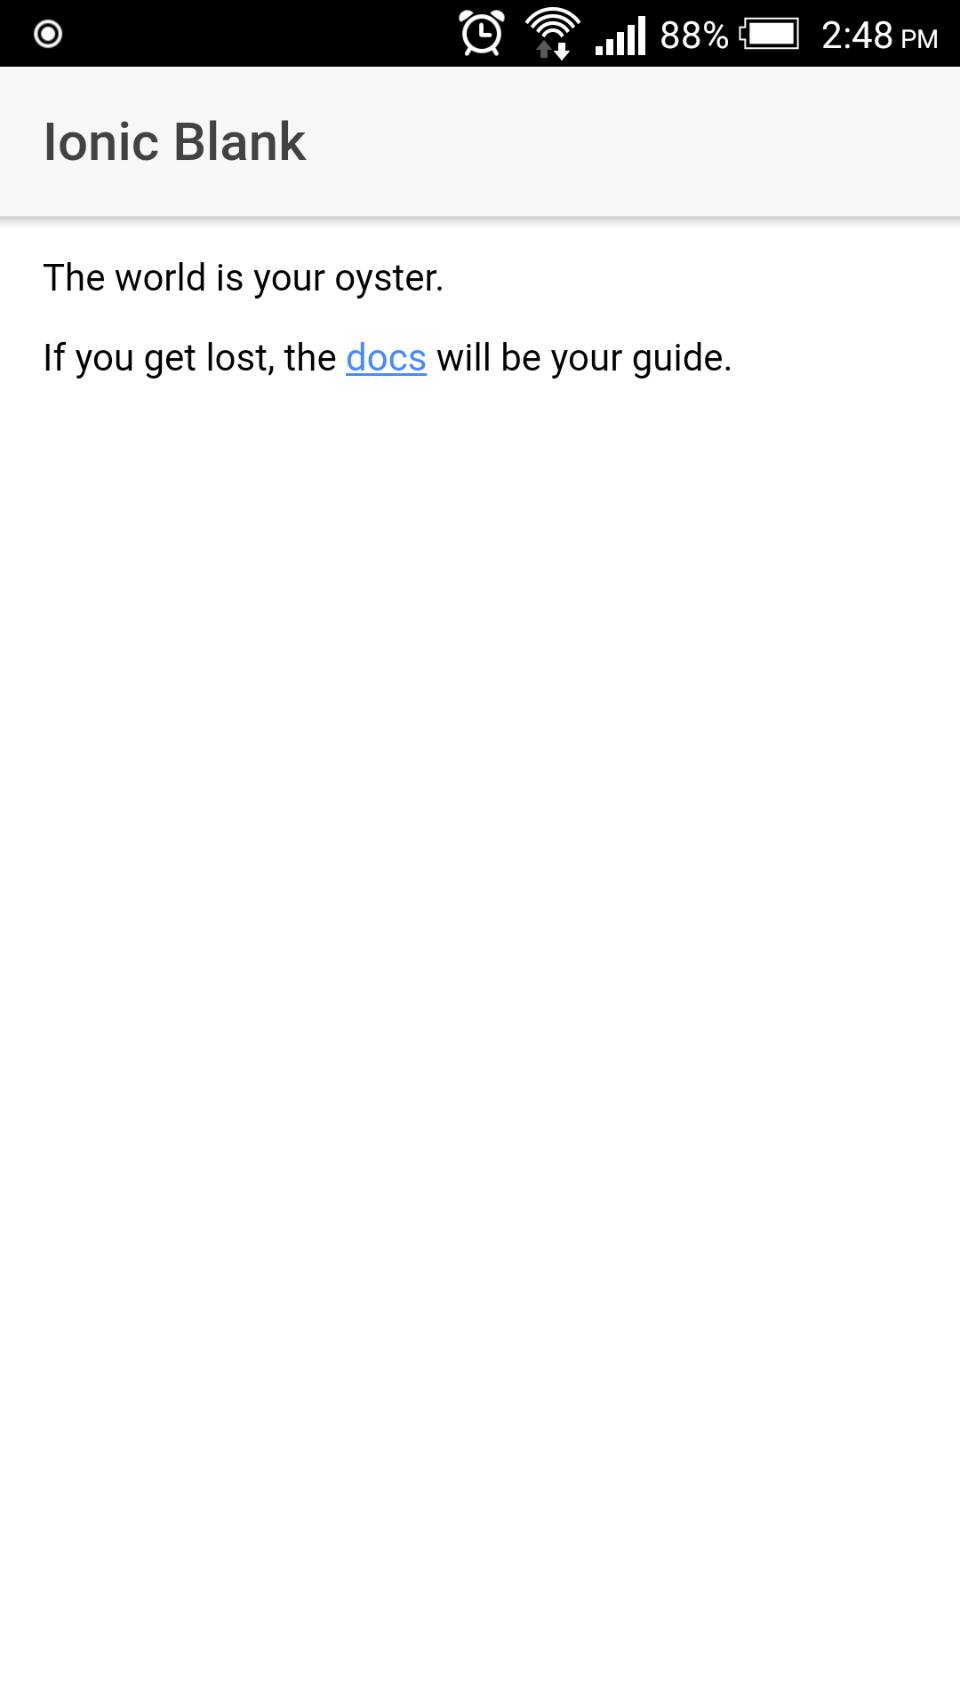 88% 2:48 PM
Ionic Blank
The world is your oyster.
If you get lost, the docs will be your guide.